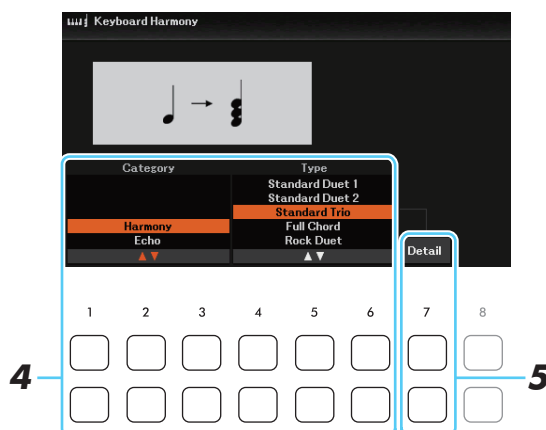 Keyboard Harmony
Category Type
Standard Duet 1
Standard Duet 2
Standard Trio
Harmony Full Chord
Echo Rock Duet
▲▼ ▲▼ Detail
1 2 3 4 5 6 7 8
4 5